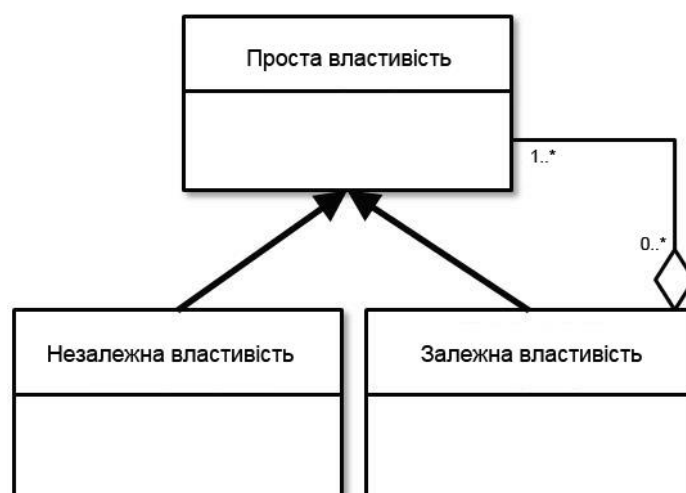 Проста властивість
1..*
0..*
Незалежна властивість
Залежна властивість